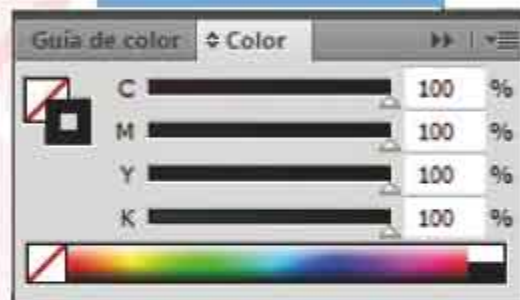 Guía de color Color
C 100 %
M 100 %
Y 100 %
K 100 %